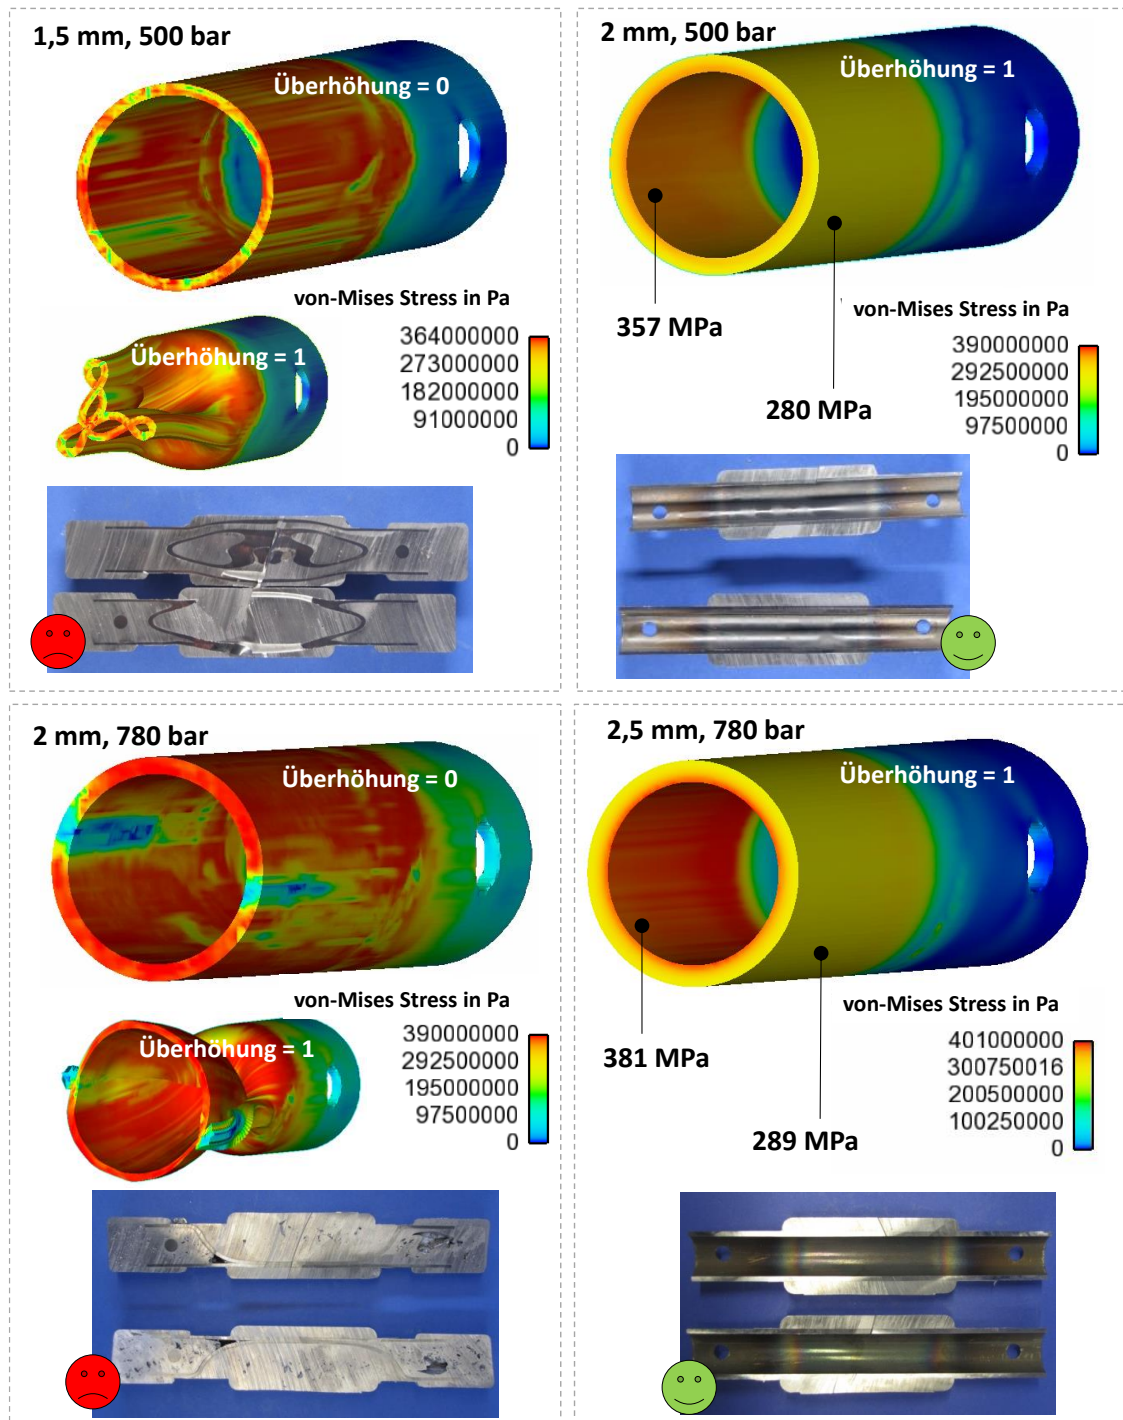 1,5 mm, 500 bar
Überhöhung = 0
von-Mises Stress in Pa
Überhöhung = 1
364000000
273000000
182000000
91000000
0
2 mm, 500 bar
Überhöhung = 1
357 MPa
280 MPa
von-Mises Stress in Pa
390000000
292500000
195000000
97500000
0
2 mm, 780 bar
Überhöhung = 0
von-Mises Stress in Pa
Überhöhung = 1
390000000
292500000
195000000
97500000
0
2,5 mm, 780 bar
Überhöhung = 1
381 MPa
289 MPa
von-Mises Stress in Pa
401000000
300750016
200500000
100250000
0